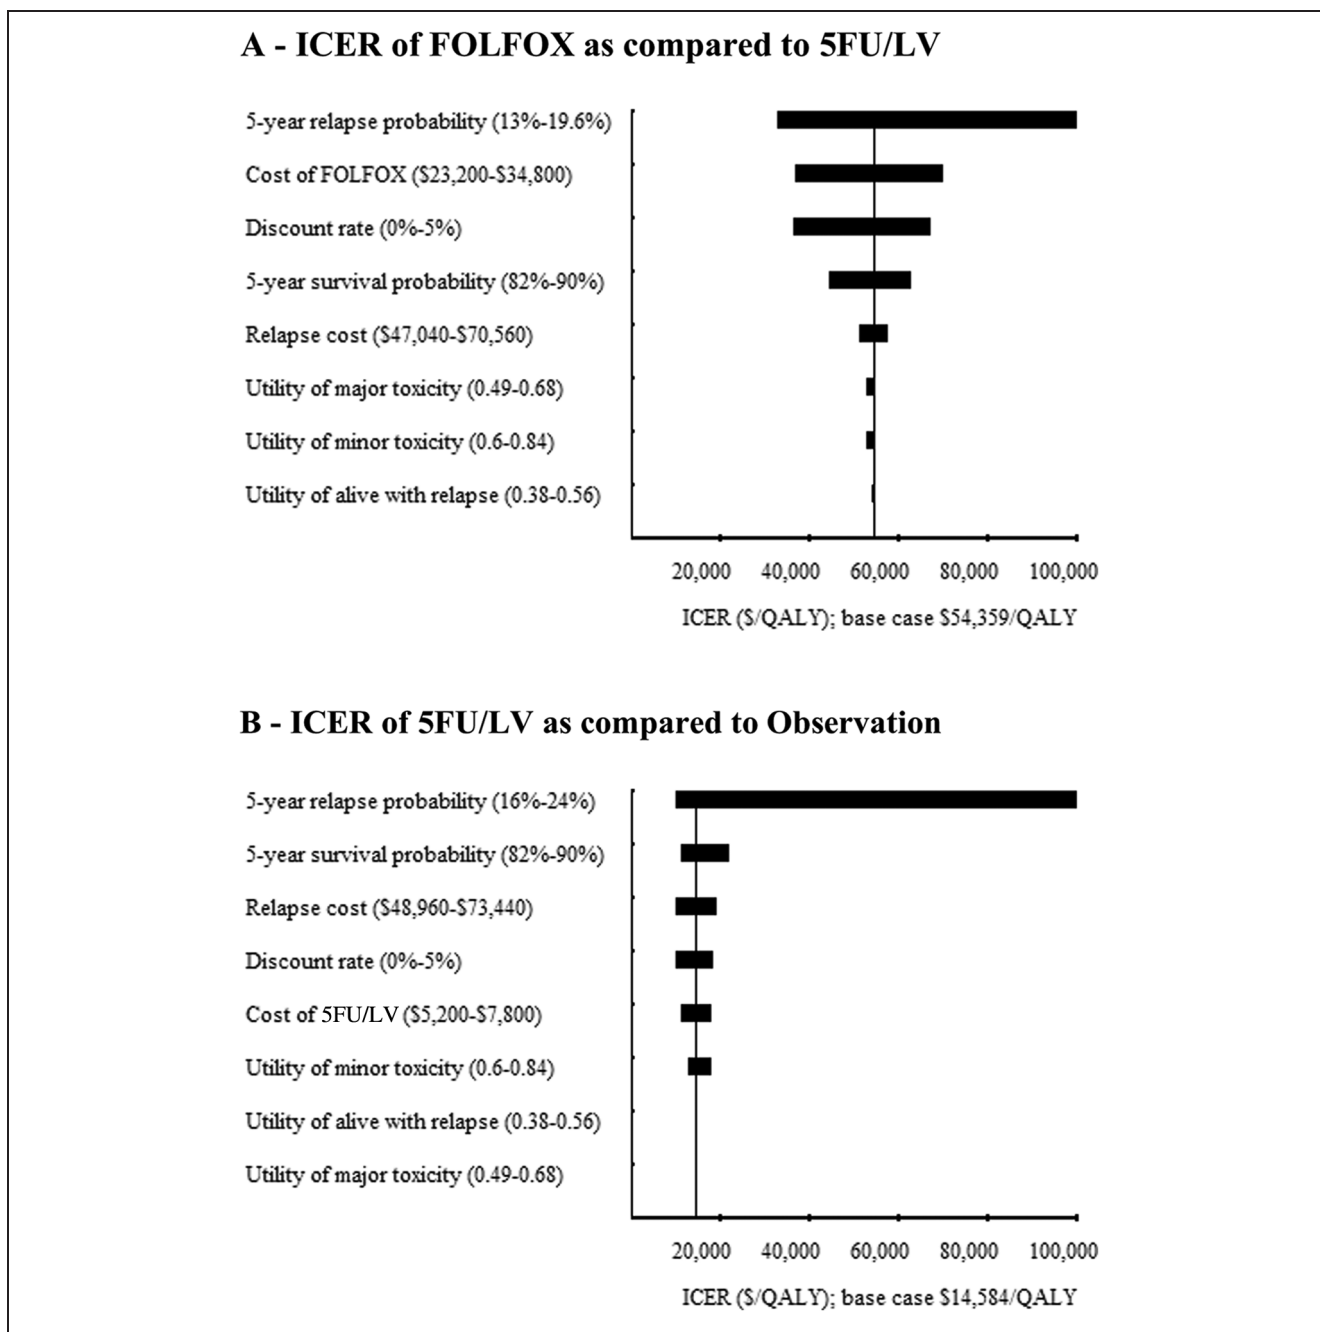 A - ICER of FOLFOX as compared to 5FU/LV
5-year relapse probability (13%-19.6%)
Cost of FOLFOX ($23,200-$34,800)
Discount rate (0%-5%)
5-year survival probability (82%-90%)
Relapse cost ($47,040-$70,560)
Utility of major toxicity (0.49-0.68)
Utility of minor toxicity (0.6-0.84)
Utility of alive with relapse (0.38-0.56)
20,000 40,000 60,000 80,000 100,000
ICER ($/QALY); base case $54,359/QALY
B - ICER of 5FU/LV as compared to Observation
5-year relapse probability (16%-24%)
5-year survival probability (82%-90%)
Relapse cost ($48,960-$73,440)
Discount rate (0%-5%)
Cost of 5FU/LV ($5,200-$7,800)
Utility of minor toxicity (0.6-0.84)
Utility of alive with relapse (0.38-0.56)
Utility of major toxicity (0.49-0.68)
20,000 40,000 60,000 80,000 100,000
ICER ($/QALY); base case $14,584/QALY